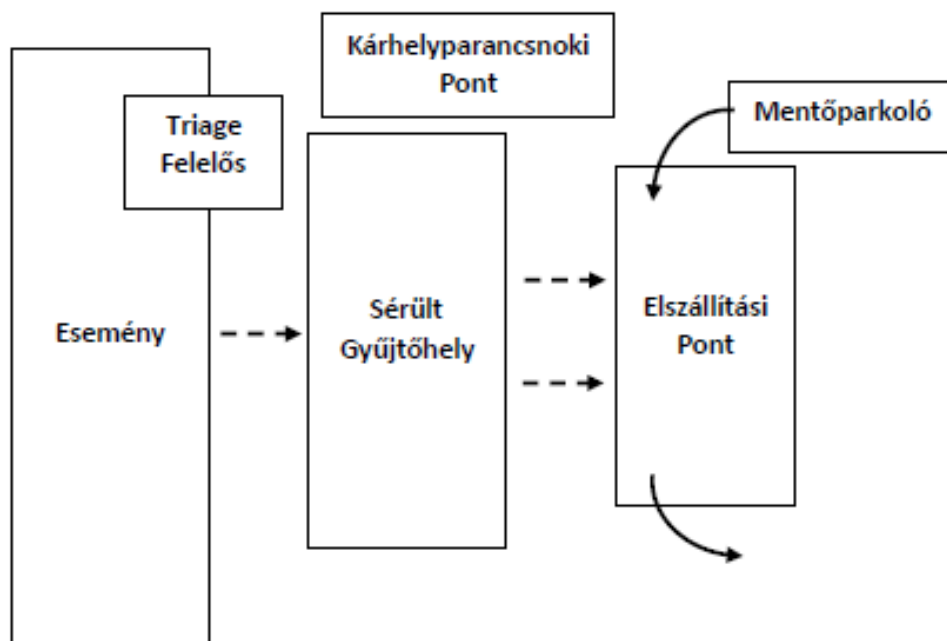 Kárhelyparancsnoki
Pont
Triage
Felelős
Mentőparkoló
Esemény
Sérült
Gyűjtőhely
Elszállítási
Pont